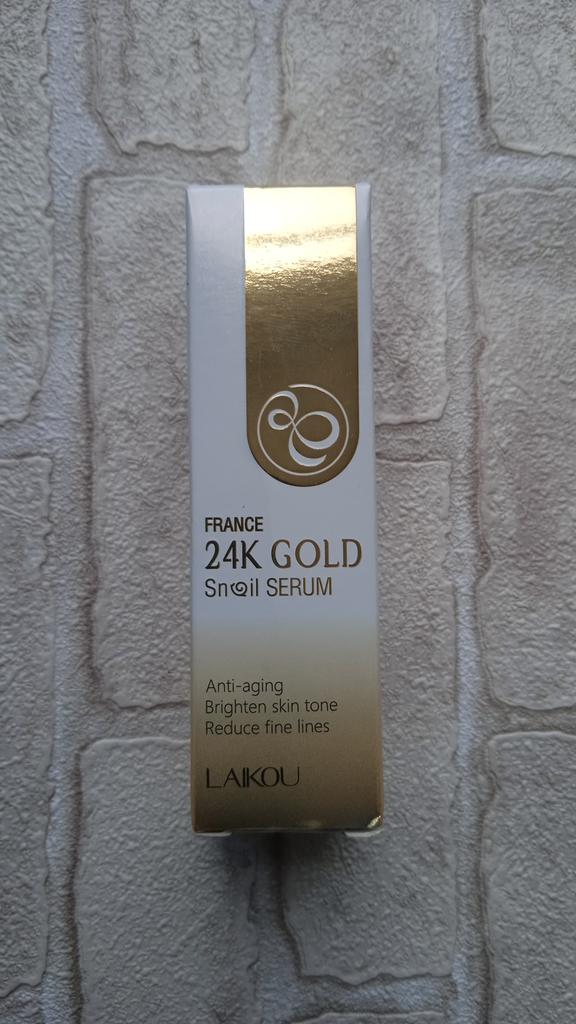 FRANCE
24K GOLD
Snail SERUM
Anti-aging
Brighten skin tone
Reduce fine lines
LAIKOU